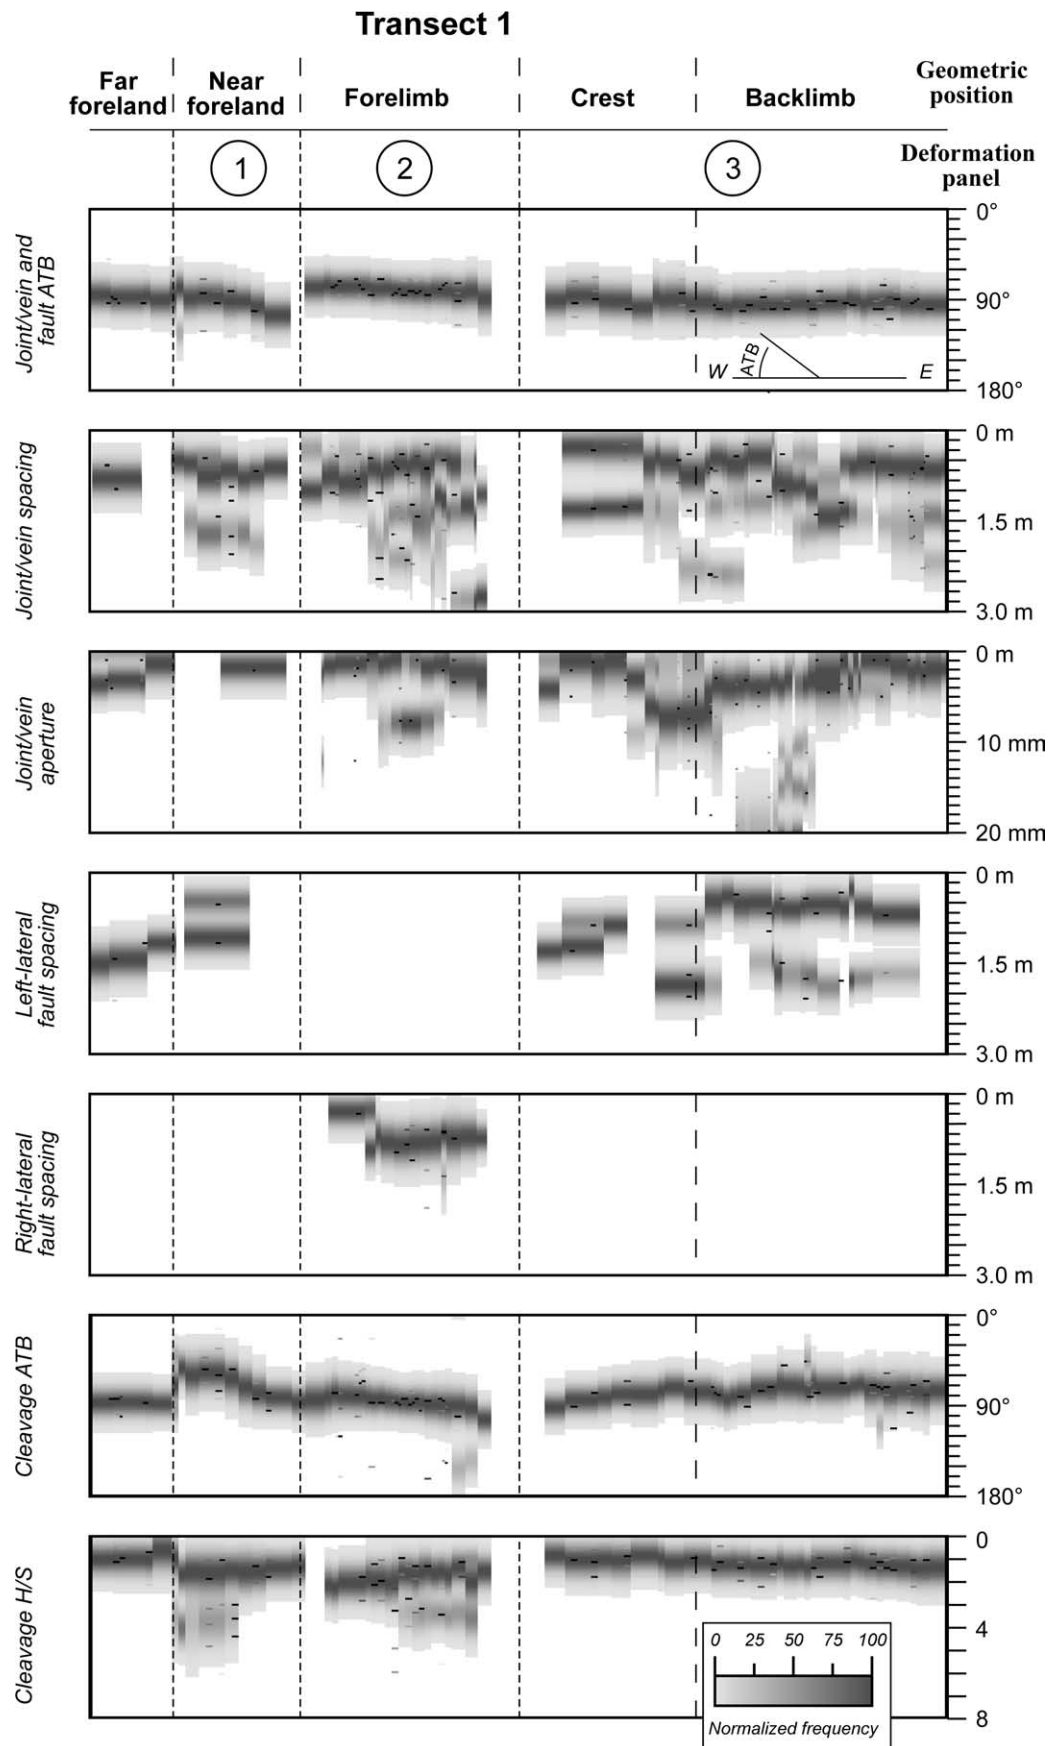 Transect 1
Far
foreland
Near
foreland
Forelimb
Crest
Backlimb
Geometric
position
1
2
3
Deformation
panel
Joint/vein and
fault ATB
0°
90°
180°
ATB
W
E
Joint/vein spacing
0 m
1.5 m
3.0 m
Joint/vein
aperture
0 m
10 mm
20 mm
Left-lateral
fault spacing
0 m
1.5 m
3.0 m
Right-lateral
fault spacing
0 m
1.5 m
3.0 m
Cleavage ATB
0°
90°
180°
Cleavage H/S
0
4
8
0 25 50 75 100
Normalized frequency